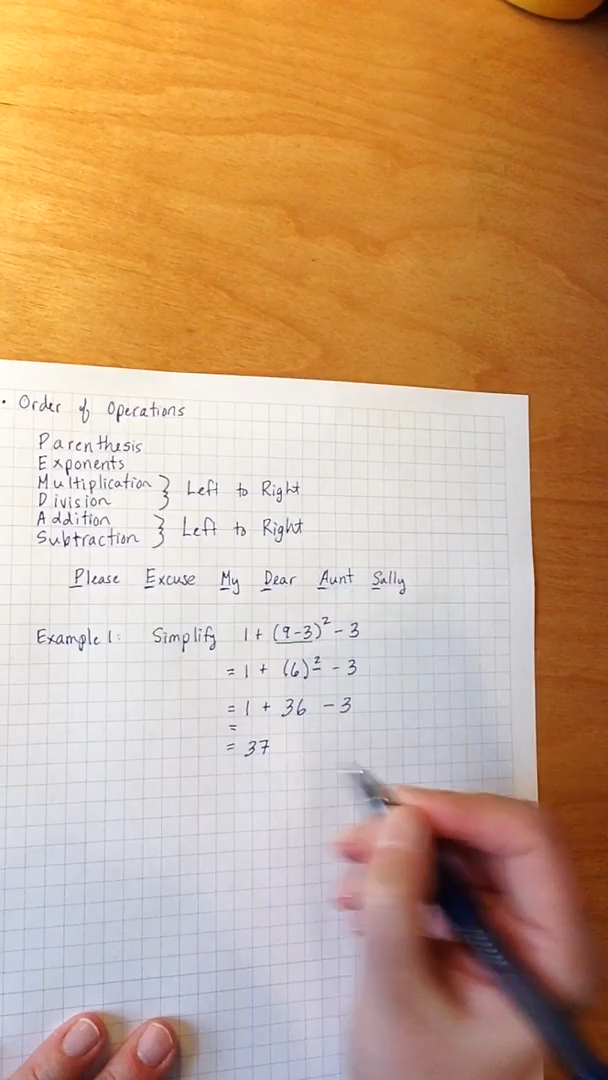 • Order of Operations
Parenthesis
Exponents
Multiplication } Left to Right
Division
Addition } Left to Right
Subtraction
Please Excuse My Dear Aunt Sally
Example 1: Simplify 1 + (9-3)² - 3
= 1 + (6)² - 3
= 1 + 36 - 3
=
= 37